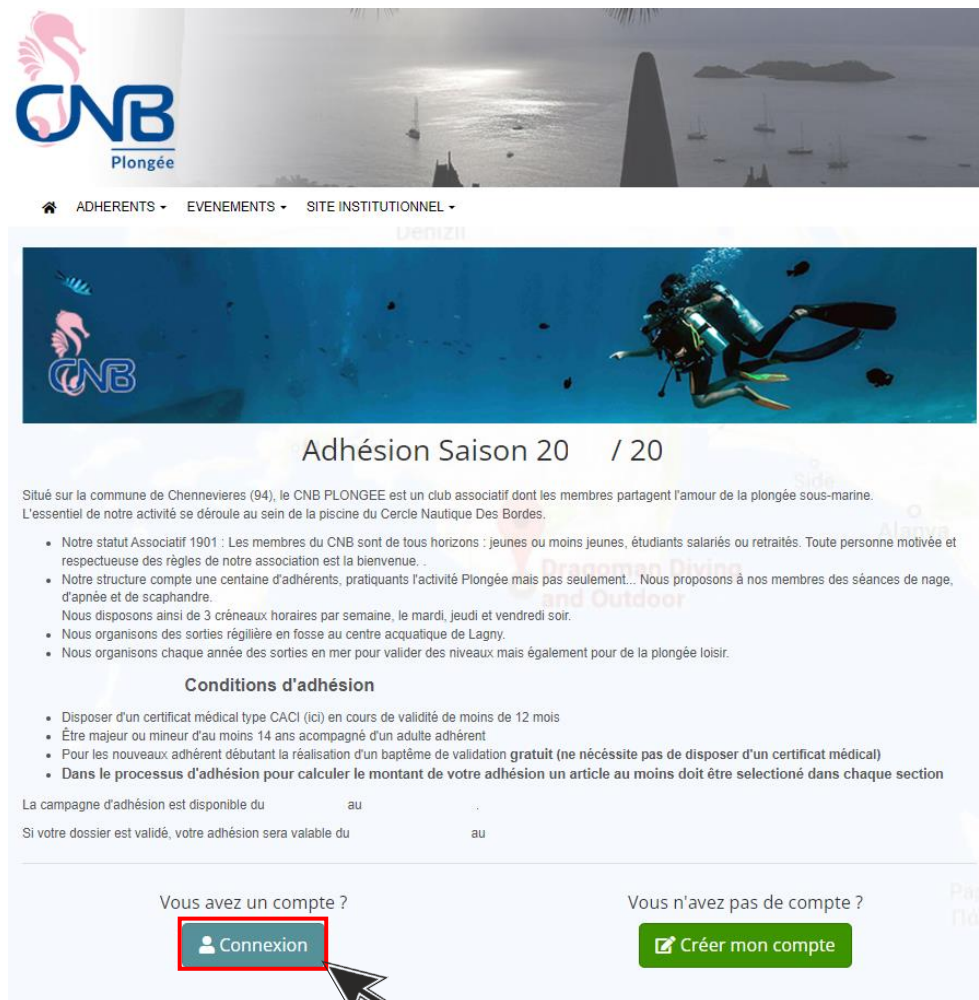 CNB
Plongée
ADHERENTS
EVENEMENTS
SITE INSTITUTIONNEL
Denizli
CNB
Adhésion Saison 20 / 20
Situé sur la commune de Chennevieres (94), le CNB PLONGEE est un club associatif dont les membres partagent l'amour de la plongée sous-marine.
L'essentiel de notre activité se déroule au sein de la piscine du Cercle Nautique Des Bordes.
• Notre statut Associatif 1901 : Les membres du CNB sont de tous horizons : jeunes ou moins jeunes, étudiants salariés ou retraités. Toute personne motivée et
respectueuse des règles de notre association est la bienvenue. .
• Notre structure compte une centaine d'adhérents, pratiquants l'activité Plongée mais pas seulement... Nous proposons à nos membres des séances de nage,
d'apnée et de scaphandre.
Nous disposons ainsi de 3 créneaux horaires par semaine, le mardi, jeudi et vendredi soir.
• Nous organisons des sorties régilière en fosse au centre acquatique de Lagny.
• Nous organisons chaque année des sorties en mer pour valider des niveaux mais également pour de la plongée loisir.
Side
Alanya
Dragoman Diving
and Outdoor
Conditions d'adhésion
• Disposer d'un certificat médical type CACI (ici) en cours de validité de moins de 12 mois
• Être majeur ou mineur d'au moins 14 ans acompagné d'un adulte adhérent
• Pour les nouveaux adhérent débutant la réalisation d'un baptême de validation gratuit (ne nécéssite pas de disposer d'un certificat médical)
• Dans le processus d'adhésion pour calculer le montant de votre adhésion un article au moins doit être selectioné dans chaque section
La campagne d'adhésion est disponible du au .
Si votre dossier est validé, votre adhésion sera valable du au
Vous avez un compte ?
Connexion
Vous n'avez pas de compte ?
Créer mon compte